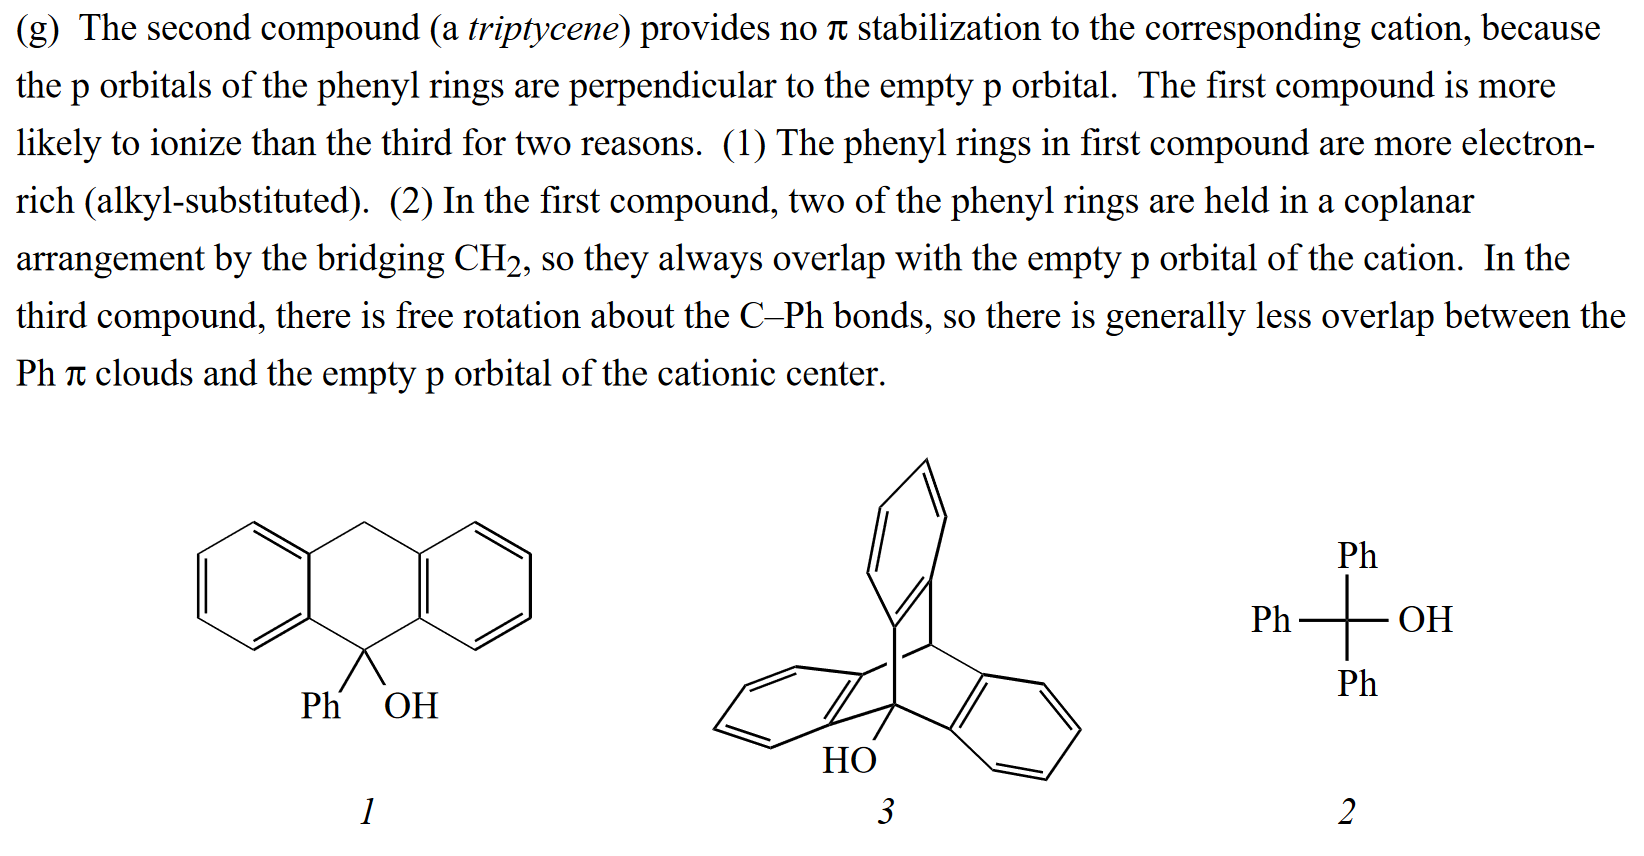 (g)  The second compound (a triptycene) provides no π stabilization to the corresponding cation, because
the p orbitals of the phenyl rings are perpendicular to the empty p orbital.  The first compound is more
likely to ionize than the third for two reasons.  (1) The phenyl rings in first compound are more electron-
rich (alkyl-substituted).  (2) In the first compound, two of the phenyl rings are held in a coplanar
arrangement by the bridging CH₂, so they always overlap with the empty p orbital of the cation.  In the
third compound, there is free rotation about the C–Ph bonds, so there is generally less overlap between the
Ph π clouds and the empty p orbital of the cationic center.
Ph OH
HO
Ph
Ph OH
Ph
1 3 2